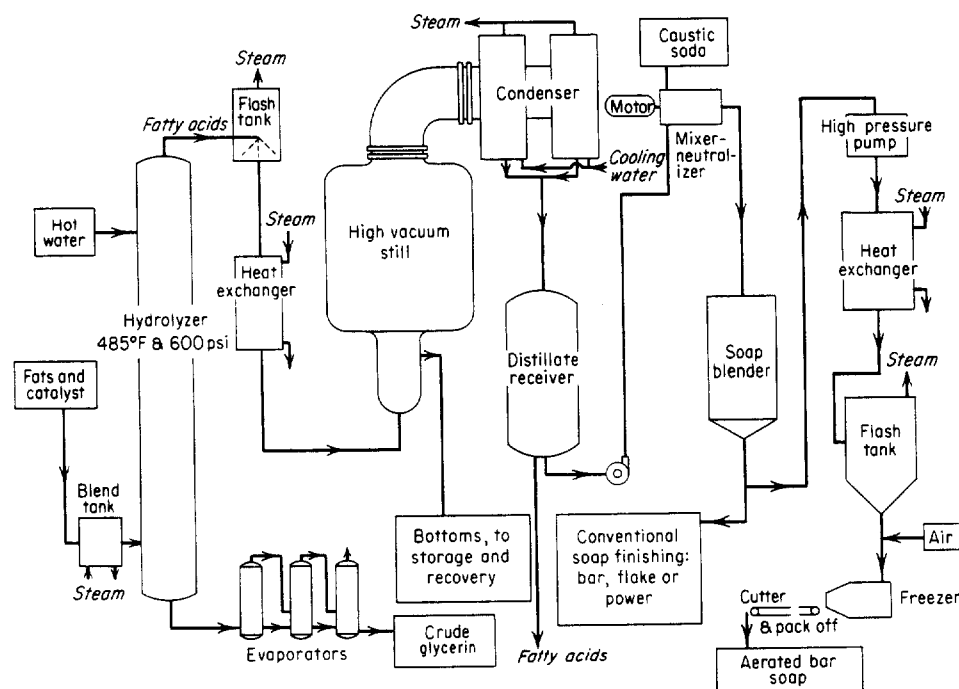 Steam
Fatty acids
Flash
tank
Hot
water
Hydrolyzer
485°F & 600 psi
Fats and
catalyst
Blend
tank
Steam
Steam
Heat
exchanger
High vacuum
still
Evaporators
Crude
glycerin
Bottoms, to
storage and
recovery
Steam
Condenser
Cooling
water
Distillate
receiver
Fatty acids
Caustic
soda
Motor
Mixer-
neutral-
izer
Soap
blender
Conventional
soap finishing:
bar, flake or
power
High pressure
pump
Steam
Heat
exchanger
Steam
Flash
tank
Air
Freezer
Cutter
& pack off
Aerated bar
soap